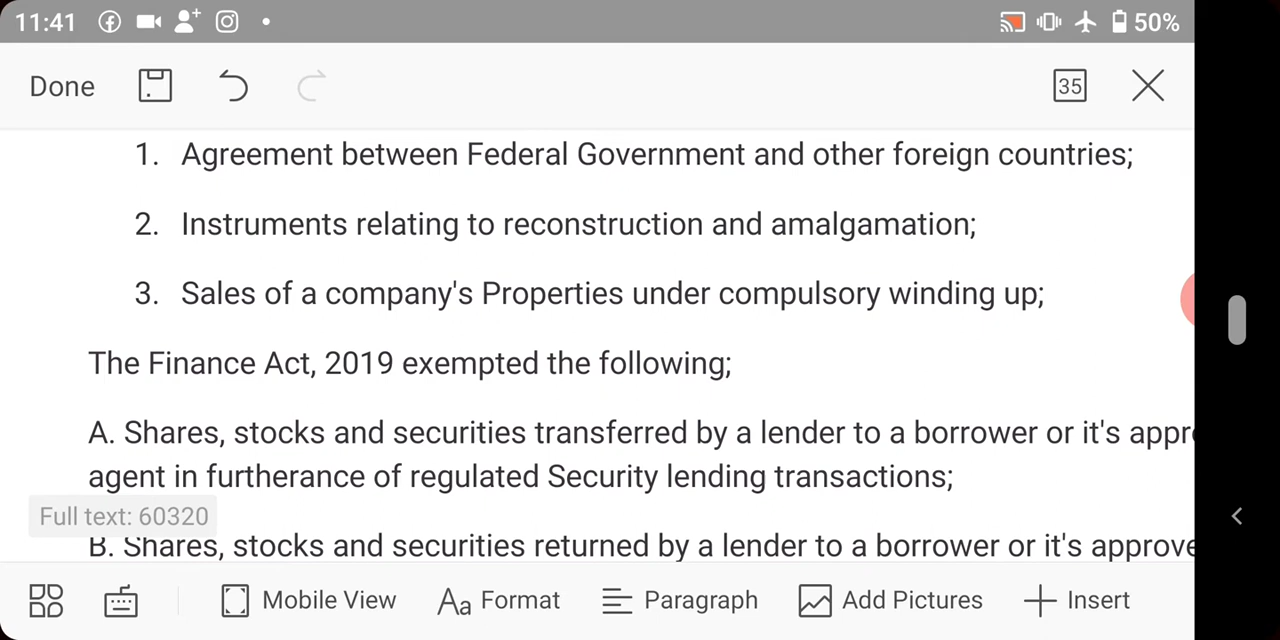 11:41 50%
Done 35
1. Agreement between Federal Government and other foreign countries;
2. Instruments relating to reconstruction and amalgamation;
3. Sales of a company's Properties under compulsory winding up;
The Finance Act, 2019 exempted the following;
A. Shares, stocks and securities transferred by a lender to a borrower or it's appr
agent in furtherance of regulated Security lending transactions;
Full text: 60320
B. Shares, stocks and securities returned by a lender to a borrower or it's approve
Mobile View Aa Format Paragraph Add Pictures Insert